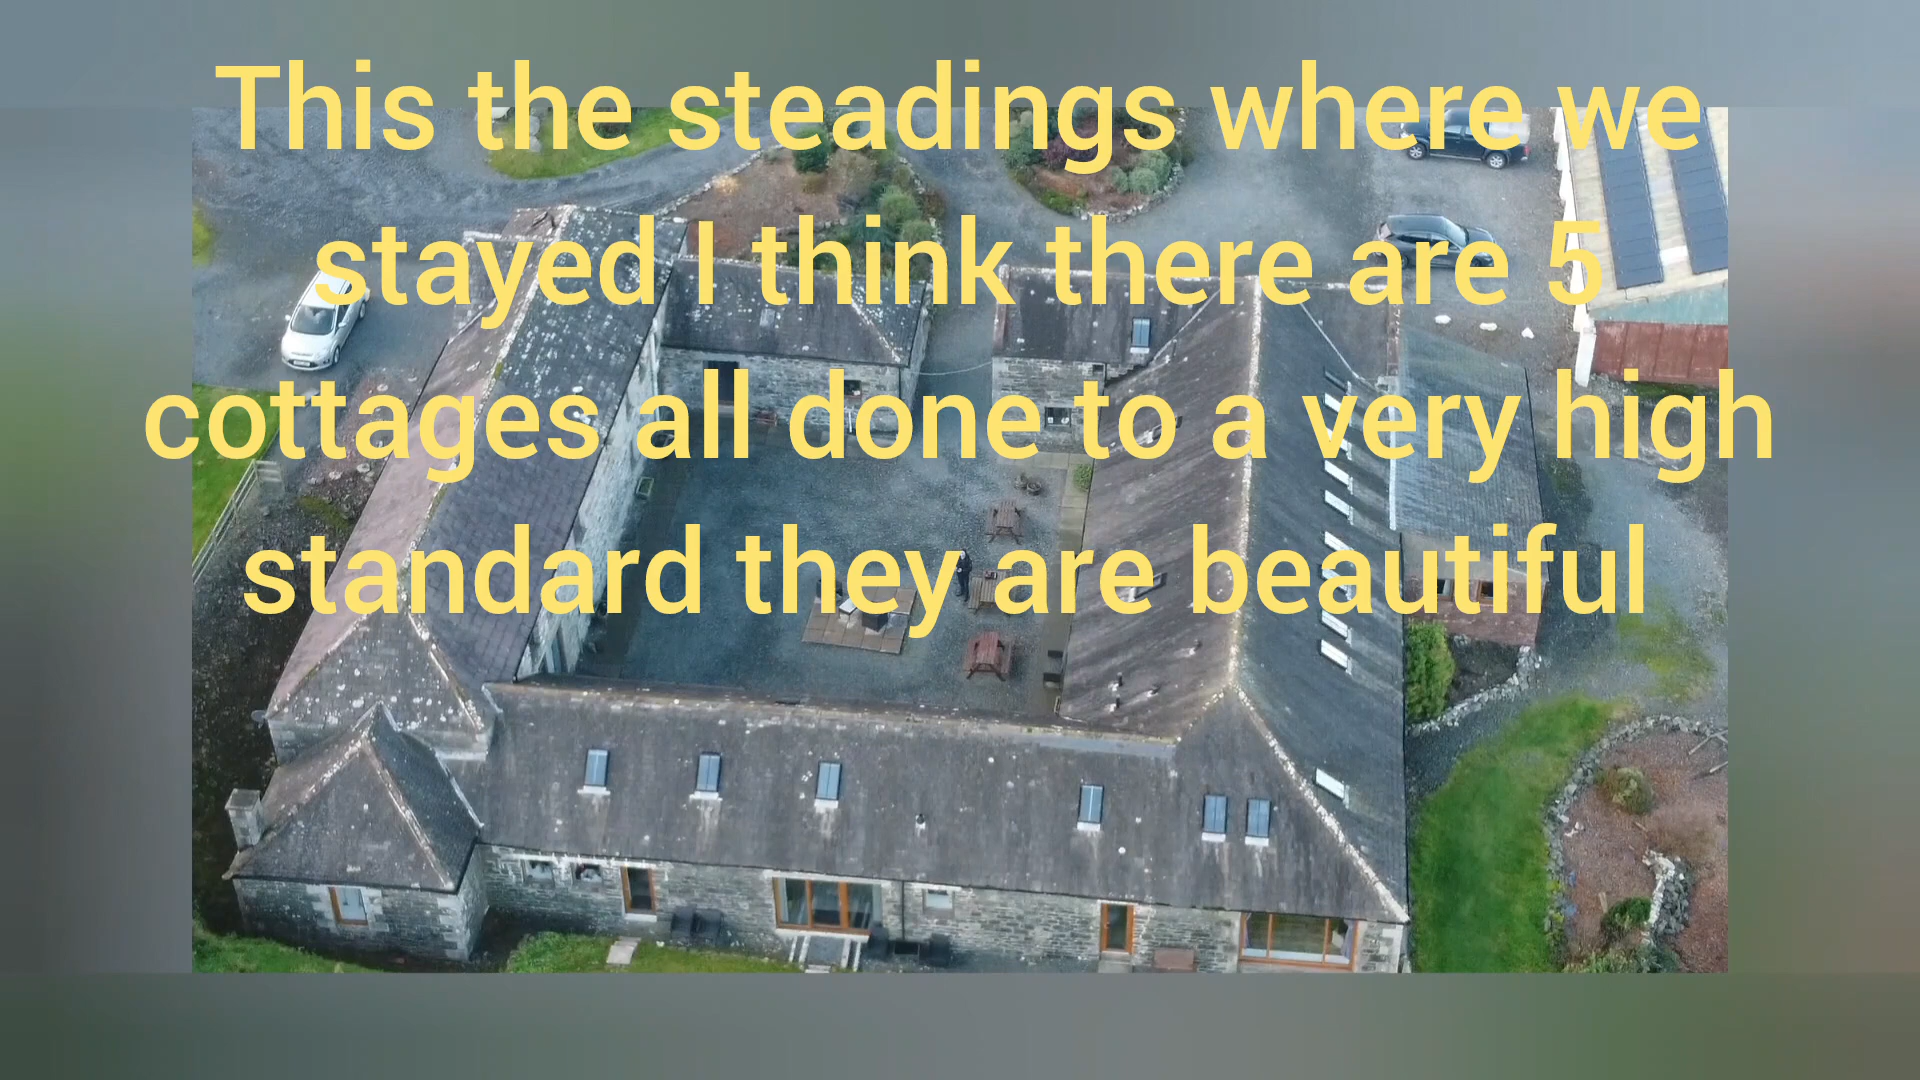 This the steadings where we
stayed I think there are 5
cottages all done to a very high
standard they are beautiful